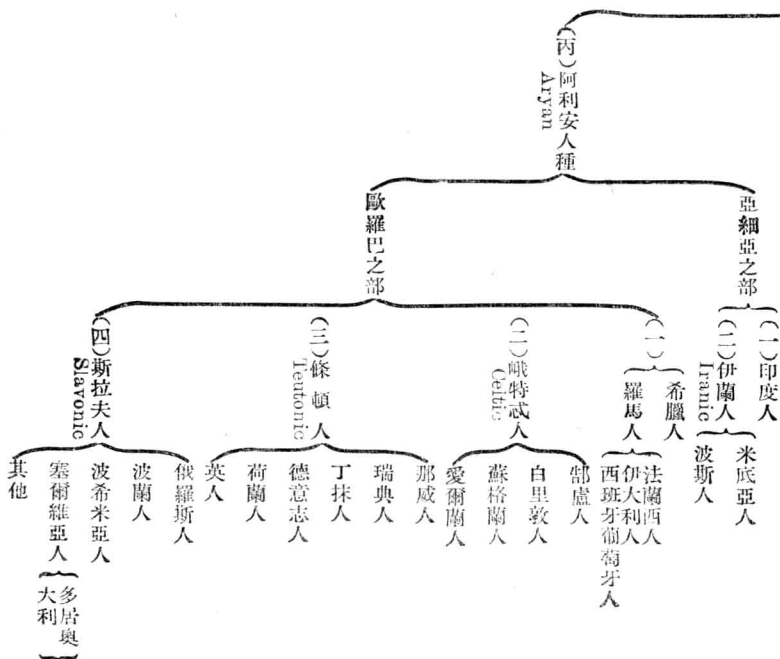 (丙)阿利安人種
Aryan
亞細亞之部
(一)印度人
(二)伊蘭人
Iranic
米底亞人
波斯人
歐羅巴之部
(一)
希臘人
羅馬人
法蘭西人
伊大利人
西班牙葡萄牙人
(二)峨特忒人
Celtic
郜盧人
白里敦人
蘇格蘭人
愛爾蘭人
(三)條頓人
Teutonic
那威人
瑞典人
丁抹人
德意志人
荷蘭人
英人
(四)斯拉夫人
Slavonic
俄羅斯人
波蘭人
波希米亞人
塞爾維亞人
多居奧
大利
其他